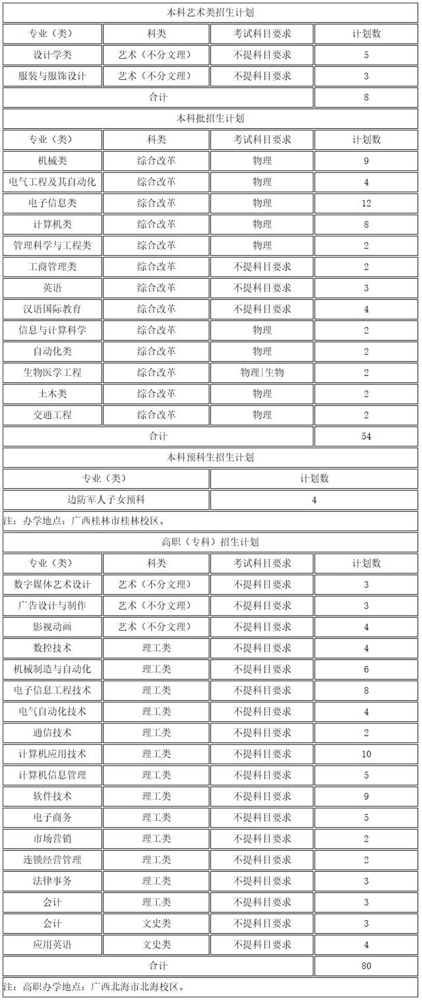 本科艺术类招生计划
专业（类） 科类 考试科目要求 计划数
设计学类 艺术（不分文理） 不提科目要求 5
服装与服饰设计 艺术（不分文理） 不提科目要求 3
合计 8
本科批招生计划
专业（类） 科类 考试科目要求 计划数
机械类 综合改革 物理 9
电气工程及其自动化 综合改革 物理 4
电子信息类 综合改革 物理 12
计算机类 综合改革 物理 8
管理科学与工程类 综合改革 物理 2
工商管理类 综合改革 不提科目要求 2
英语 综合改革 不提科目要求 3
汉语国际教育 综合改革 不提科目要求 4
信息与计算科学 综合改革 物理 2
自动化类 综合改革 物理 2
生物医学工程 综合改革 物理|生物 2
土木类 综合改革 物理 2
交通工程 综合改革 物理 2
合计 54
本科预科生招生计划
专业（类） 计划数
边防军人子女预科 4
注：办学地点：广西桂林市桂林校区。
高职（专科）招生计划
专业（类） 科类 考试科目要求 计划数
数字媒体艺术设计 艺术（不分文理） 不提科目要求 3
广告设计与制作 艺术（不分文理） 不提科目要求 3
影视动画 艺术（不分文理） 不提科目要求 4
数控技术 理工类 不提科目要求 4
机械制造与自动化 理工类 不提科目要求 6
电子信息工程技术 理工类 不提科目要求 8
电气自动化技术 理工类 不提科目要求 4
通信技术 理工类 不提科目要求 2
计算机应用技术 理工类 不提科目要求 10
计算机信息管理 理工类 不提科目要求 5
软件技术 理工类 不提科目要求 9
电子商务 理工类 不提科目要求 5
市场营销 理工类 不提科目要求 2
连锁经营管理 理工类 不提科目要求 2
法律事务 理工类 不提科目要求 3
会计 理工类 不提科目要求 3
会计 文史类 不提科目要求 3
应用英语 文史类 不提科目要求 4
合计 80
注：高职办学地点：广西北海市北海校区。